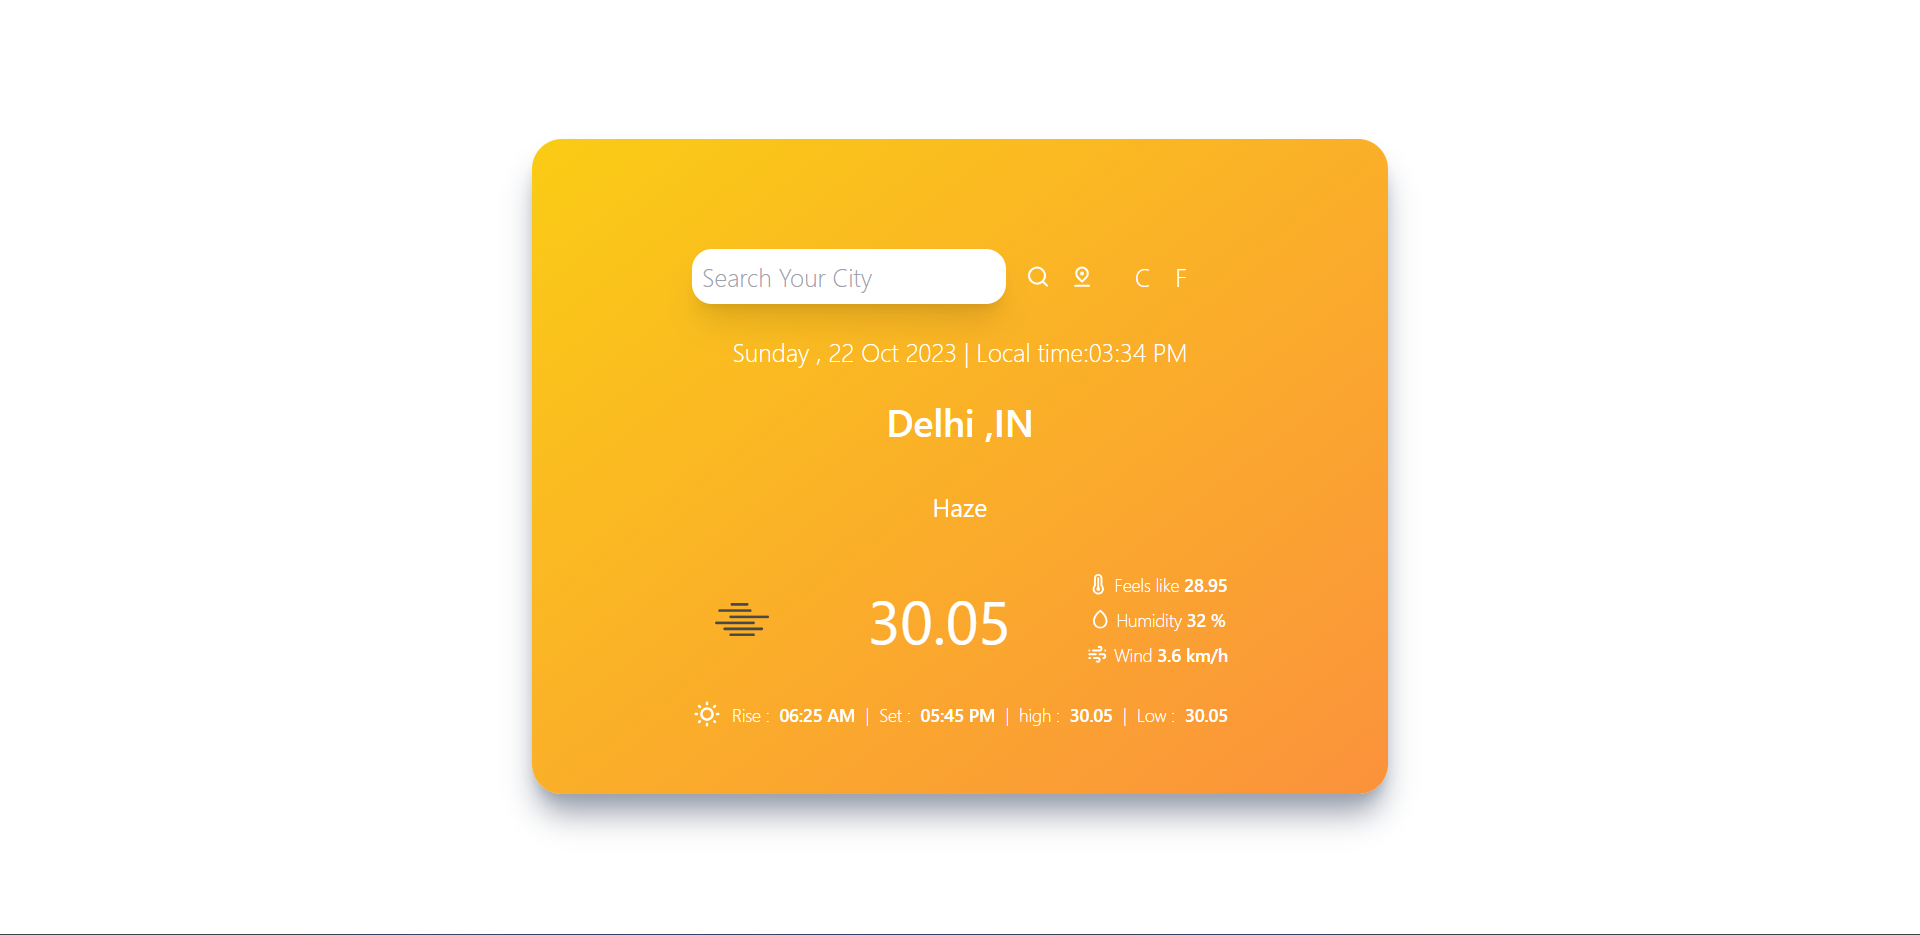 Search Your City C F
Sunday , 22 Oct 2023 | Local time:03:34 PM
Delhi ,IN
Haze
30.05
Feels like 28.95
Humidity 32 %
Wind 3.6 km/h
Rise : 06:25 AM | Set : 05:45 PM | high : 30.05 | Low : 30.05